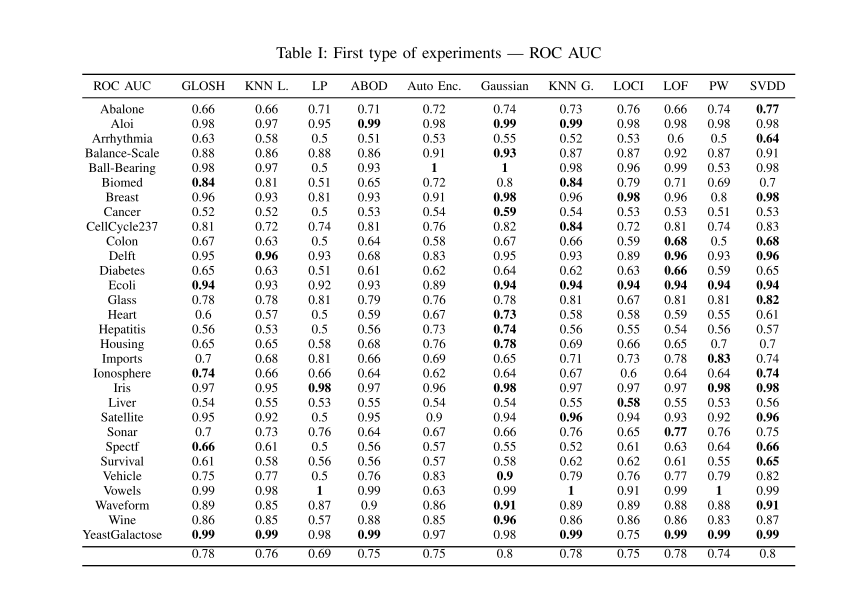 Table I: First type of experiments — ROC AUC
ROC AUC GLOSH KNN L. LP ABOD Auto Enc. Gaussian KNN G. LOCI LOF PW SVDD
Abalone 0.66 0.66 0.71 0.71 0.72 0.74 0.73 0.76 0.66 0.74 0.77
Aloi 0.98 0.97 0.95 0.99 0.98 0.99 0.99 0.98 0.98 0.98 0.98
Arrhythmia 0.63 0.58 0.5 0.51 0.53 0.55 0.52 0.53 0.6 0.5 0.64
Balance-Scale 0.88 0.86 0.88 0.86 0.91 0.93 0.87 0.87 0.92 0.87 0.91
Ball-Bearing 0.98 0.97 0.5 0.93 1 1 0.98 0.96 0.99 0.53 0.98
Biomed 0.84 0.81 0.51 0.65 0.72 0.8 0.84 0.79 0.71 0.69 0.7
Breast 0.96 0.93 0.81 0.93 0.91 0.98 0.96 0.98 0.96 0.8 0.98
Cancer 0.52 0.52 0.5 0.53 0.54 0.59 0.54 0.53 0.53 0.51 0.53
CellCycle237 0.81 0.72 0.74 0.81 0.76 0.82 0.84 0.72 0.81 0.74 0.83
Colon 0.67 0.63 0.5 0.64 0.58 0.67 0.66 0.59 0.68 0.5 0.68
Delft 0.95 0.96 0.93 0.68 0.83 0.95 0.93 0.89 0.96 0.93 0.96
Diabetes 0.65 0.63 0.51 0.61 0.62 0.64 0.62 0.63 0.66 0.59 0.65
Ecoli 0.94 0.93 0.92 0.93 0.89 0.94 0.94 0.94 0.94 0.94 0.94
Glass 0.78 0.78 0.81 0.79 0.76 0.78 0.81 0.67 0.81 0.81 0.82
Heart 0.6 0.57 0.5 0.59 0.67 0.73 0.58 0.58 0.59 0.55 0.61
Hepatitis 0.56 0.53 0.5 0.56 0.73 0.74 0.56 0.55 0.54 0.56 0.57
Housing 0.65 0.65 0.58 0.68 0.76 0.78 0.69 0.66 0.65 0.7 0.7
Imports 0.7 0.68 0.81 0.66 0.69 0.65 0.71 0.73 0.78 0.83 0.74
Ionosphere 0.74 0.66 0.66 0.64 0.62 0.64 0.67 0.6 0.64 0.64 0.74
Iris 0.97 0.95 0.98 0.97 0.96 0.98 0.97 0.97 0.97 0.98 0.98
Liver 0.54 0.55 0.53 0.55 0.54 0.54 0.55 0.58 0.55 0.53 0.56
Satellite 0.95 0.92 0.5 0.95 0.9 0.94 0.96 0.94 0.93 0.92 0.96
Sonar 0.7 0.73 0.76 0.64 0.67 0.66 0.76 0.65 0.77 0.76 0.75
Spectf 0.66 0.61 0.5 0.56 0.57 0.55 0.52 0.61 0.63 0.64 0.66
Survival 0.61 0.58 0.56 0.56 0.57 0.58 0.62 0.62 0.61 0.55 0.65
Vehicle 0.75 0.77 0.5 0.76 0.83 0.9 0.79 0.76 0.77 0.79 0.82
Vowels 0.99 0.98 1 0.99 0.63 0.99 1 0.91 0.99 1 0.99
Waveform 0.89 0.85 0.87 0.9 0.86 0.91 0.89 0.89 0.88 0.88 0.91
Wine 0.86 0.85 0.57 0.88 0.85 0.96 0.86 0.86 0.86 0.83 0.87
YeastGalactose 0.99 0.99 0.98 0.99 0.97 0.98 0.99 0.75 0.99 0.99 0.99
0.78 0.76 0.69 0.75 0.75 0.8 0.78 0.75 0.78 0.74 0.8